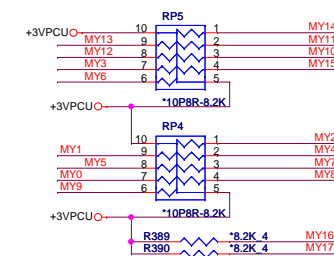 RP5
+3VPCU 10 1 MY14
MY13 9 2 MY11
MY12 8 3 MY10
MY3 7 4 MY15
MY6 6 5
+3VPCU *10P8R-8.2K
RP4
10 1 MY2
MY1 9 2 MY4
MY5 8 3 MY7
MY0 7 4 MY8
MY9 6 5
+3VPCU *10P8R-8.2K
R389 *8.2K_4 MY16
R390 *8.2K_4 MY17